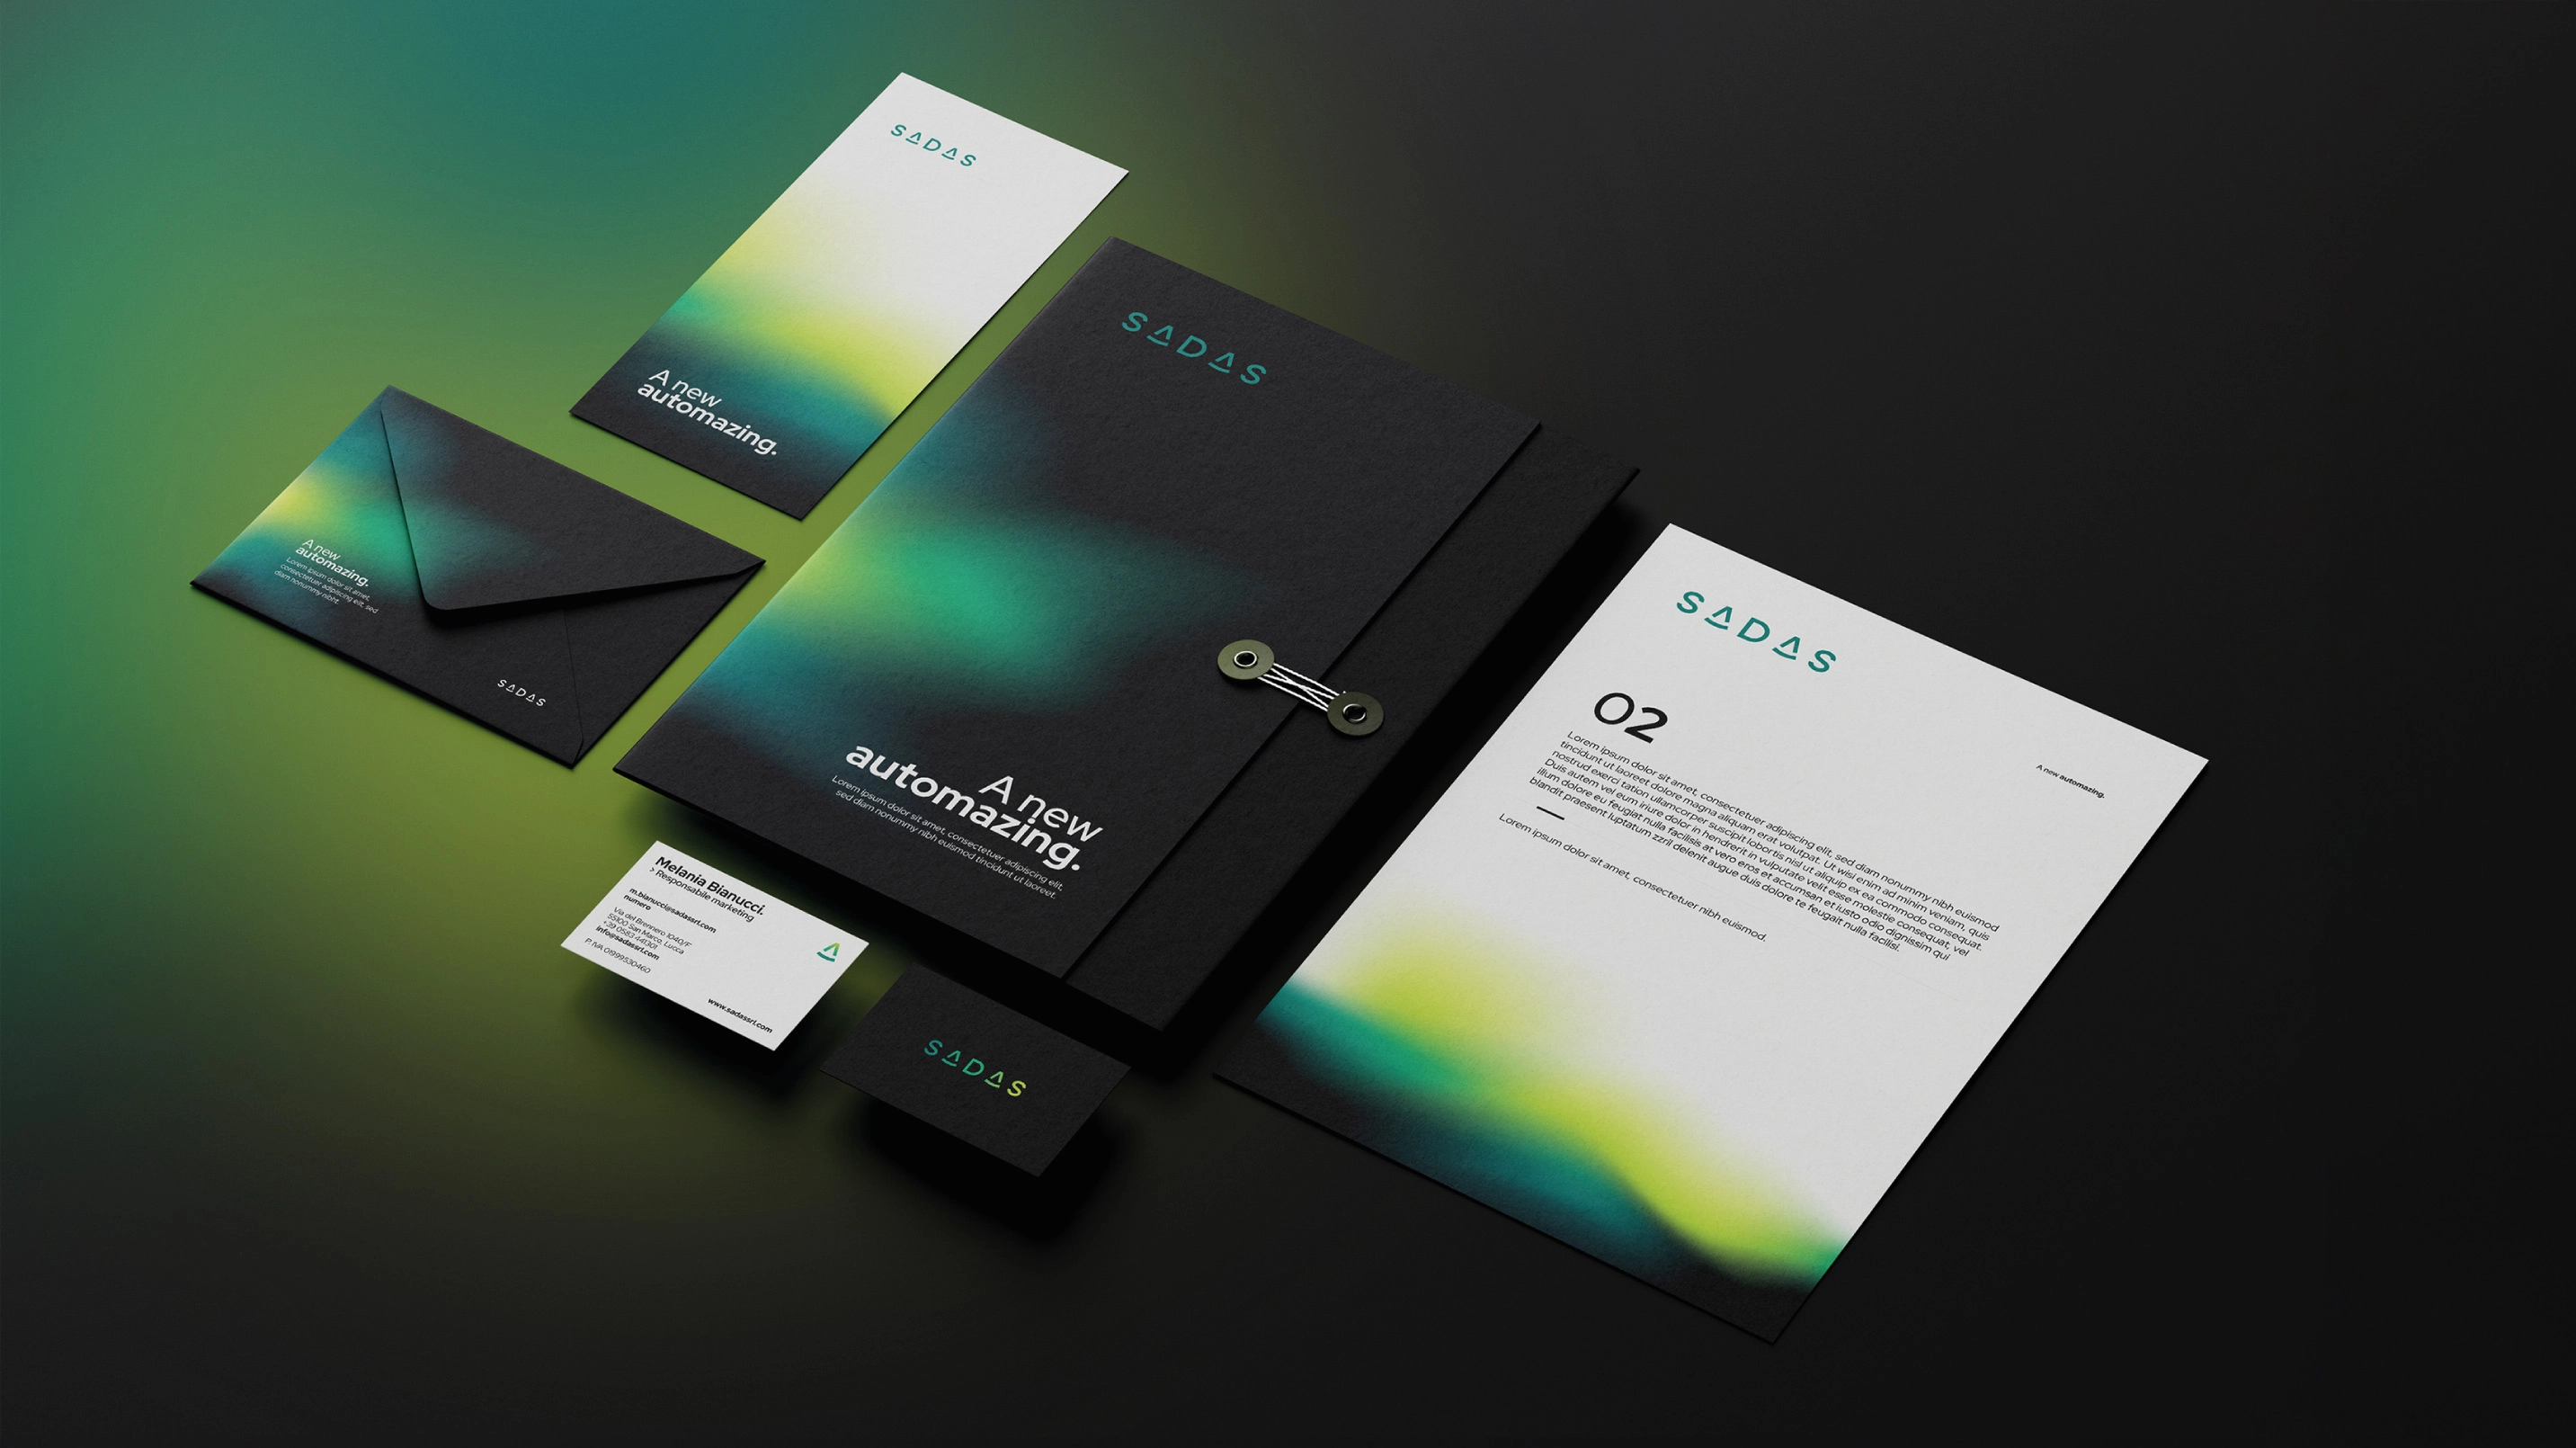 SADAS
A new
automazing.
A new
automazing.
Lorem ipsum dolor sit amet,
consectetuer adipiscing elit, sed
diam nonummy nibht.
SADAS
SADAS
A new
automazing.
Lorem ipsum dolor sit amet, consectetuer adipiscing elit,
sed diam nonummy nibh euismod tincidunt ut laoreet.
Melania Bianucci.
> Responsabile marketing
m.bianucci@sadassrl.com
numero
Via del Brennero, 1040/F
55100 San Marco, Lucca
+39 0583 441301
info@sadassrl.com
P. IVA 01999530460
www.sadassrl.com
SADAS
SADAS
A new automazing.
02
Lorem ipsum dolor sit amet, consectetuer adipiscing elit, sed diam nonummy nibh euismod
tincidunt ut laoreet dolore magna aliquam erat volutpat. Ut wisi enim ad minim veniam, quis
nostrud exerci tation ullamcorper suscipit lobortis nisl ut aliquip ex ea commodo consequat.
Duis autem vel eum iriure dolor in hendrerit in vulputate velit esse molestie consequat, vel
illum dolore eu feugiat nulla facilisis at vero eros et accumsan et iusto odio dignissim qui
blandit praesent luptatum zzril delenit augue duis dolore te feugait nulla facilisi.
Lorem ipsum dolor sit amet, consectetuer nibh euismod.